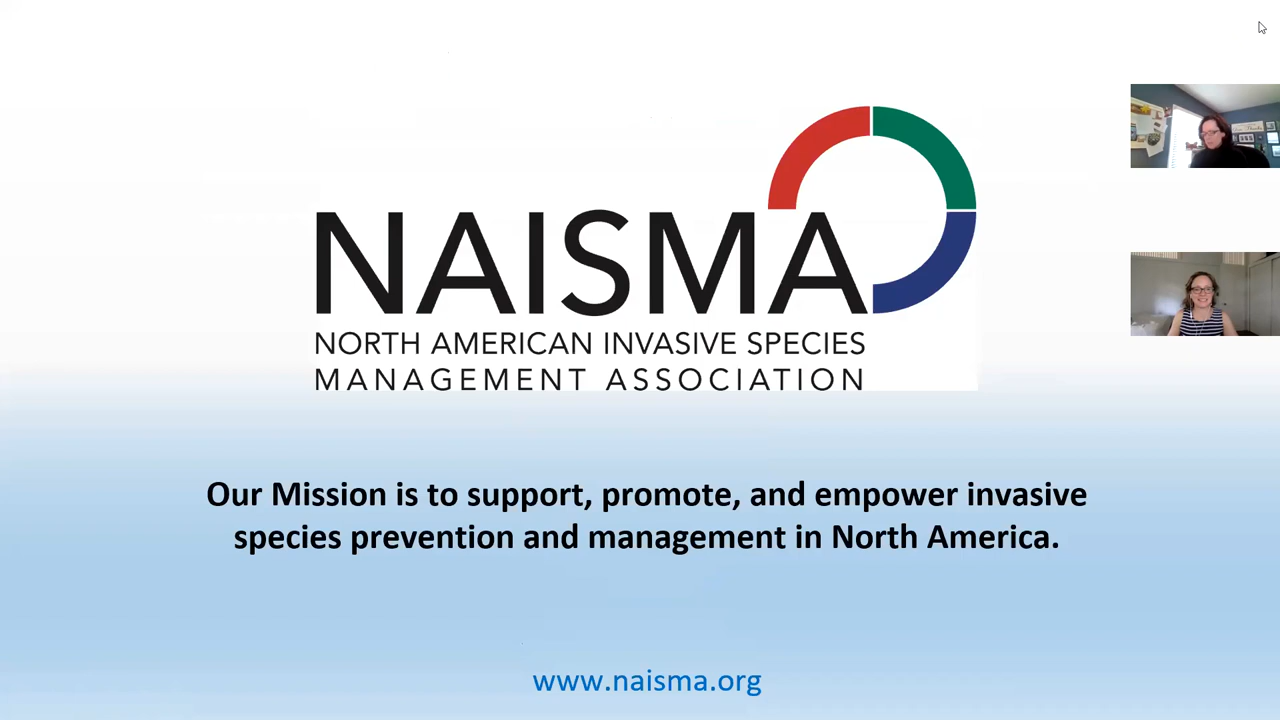 NAISMA
NORTH AMERICAN INVASIVE SPECIES
MANAGEMENT ASSOCIATION
Our Mission is to support, promote, and empower invasive
species prevention and management in North America.
www.naisma.org